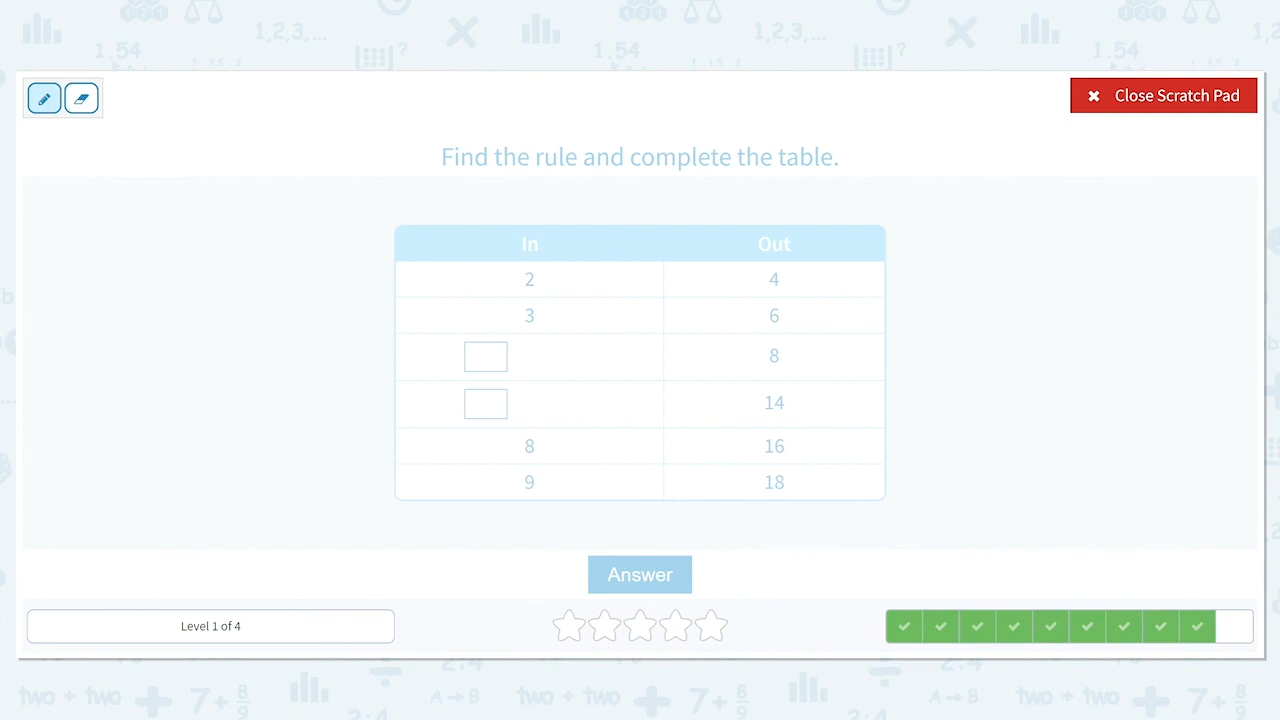 Close Scratch Pad
Find the rule and complete the table.
In Out
2 4
3 6
8
14
8 16
9 18
Answer
Level 1 of 4